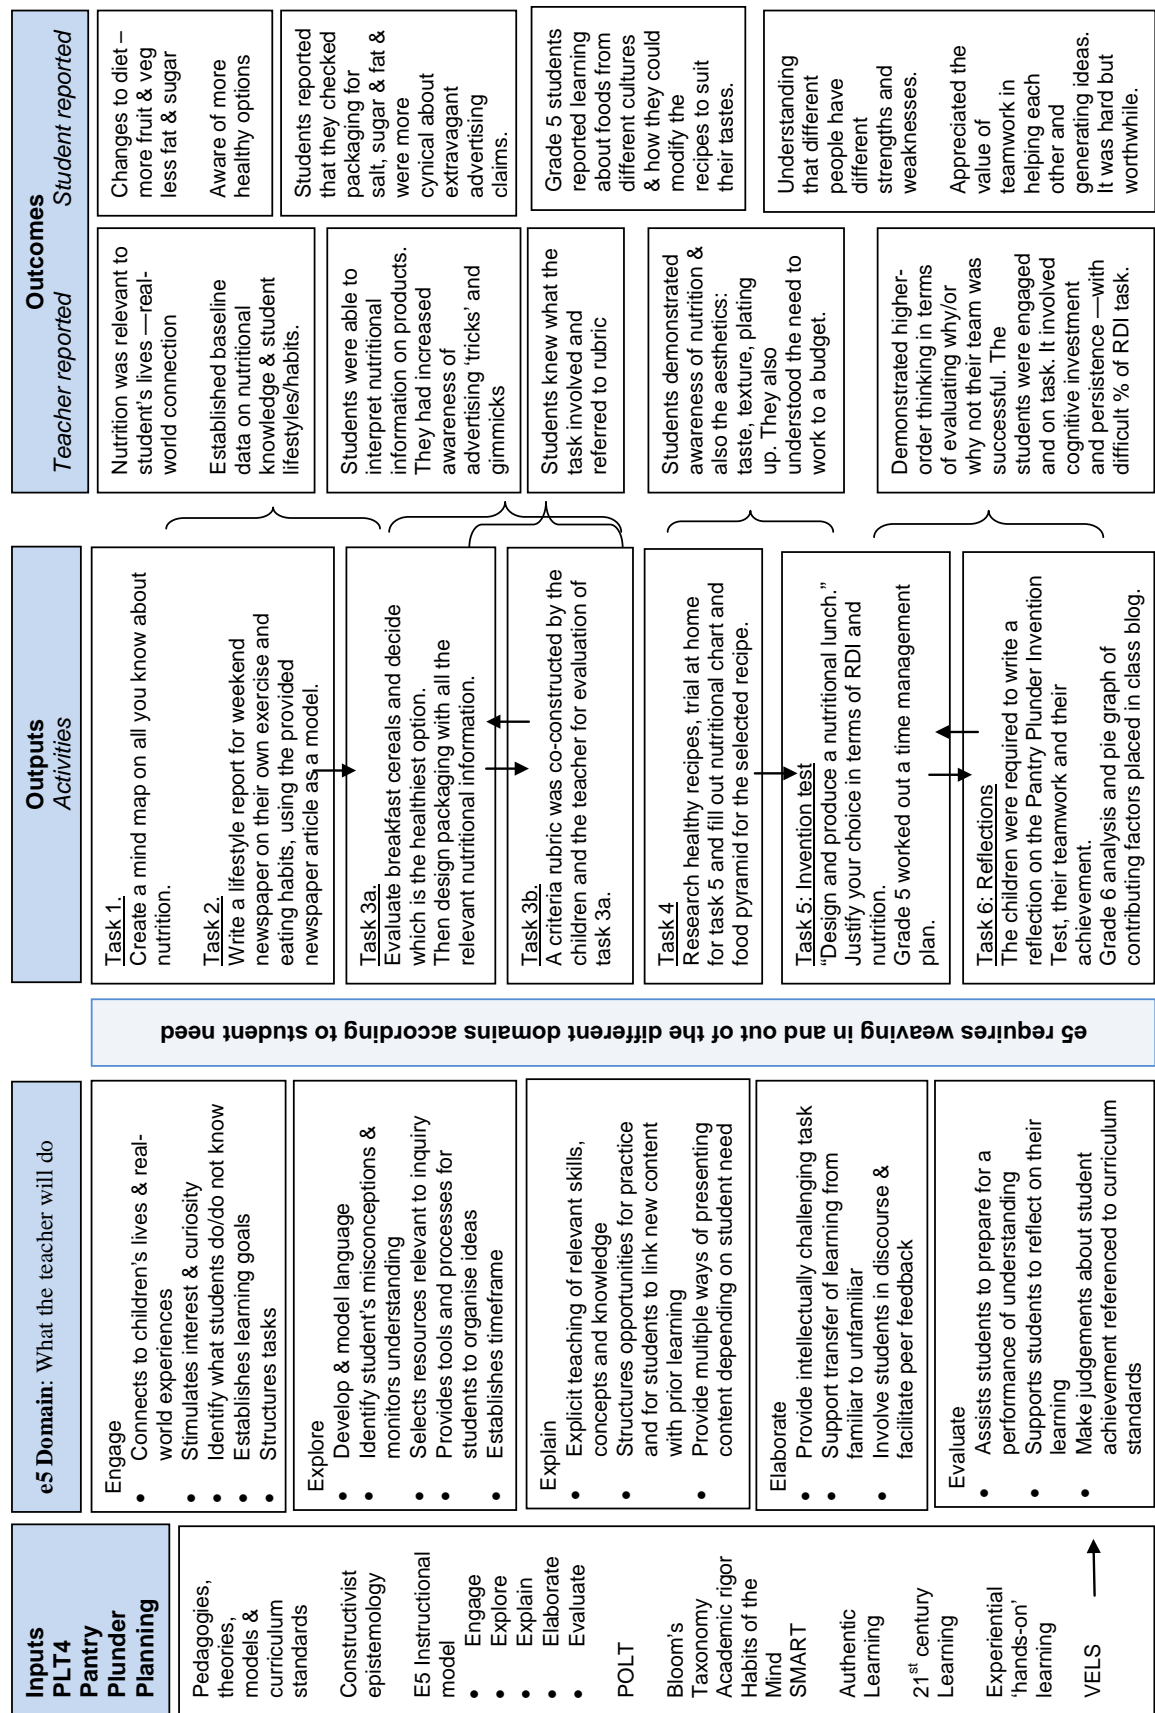 Inputs
PLT4
Pantry
Plunder
Planning
Pedagogies,
theories,
models &
curriculum
standards
Constructivist
epistemology
E5 Instructional
model
• Engage
• Explore
• Explain
• Elaborate
• Evaluate
POLT
Bloom's
Taxonomy
Academic rigor
Habits of the
Mind
SMART
Authentic
Learning
21st century
Learning
Experiential
'hands-on'
learning
VELS
e5 Domain: What the teacher will do
Engage
• Connects to children's lives & real-
world experiences
• Stimulates interest & curiosity
• Identify what students do/do not know
• Establishes learning goals
• Structures tasks
Explore
• Develop & model language
• Identify student's misconceptions &
monitors understanding
• Selects resources relevant to inquiry
• Provides tools and processes for
students to organise ideas
• Establishes timeframe
Explain
• Explicit teaching of relevant skills,
concepts and knowledge
• Structures opportunities for practice
and for students to link new content
with prior learning
• Provide multiple ways of presenting
content depending on student need
Elaborate
• Provide intellectually challenging task
• Support transfer of learning from
familiar to unfamiliar
• Involve students in discourse &
facilitate peer feedback
Evaluate
• Assists students to prepare for a
performance of understanding
• Supports students to reflect on their
learning
• Make judgements about student
achievement referenced to curriculum
standards
e5 requires weaving in and out of the different domains according to student need
Outputs
Activities
Task 1.
Create a mind map on all you know about
nutrition.
Task 2.
Write a lifestyle report for weekend
newspaper on their own exercise and
eating habits, using the provided
newspaper article as a model.
Task 3a.
Evaluate breakfast cereals and decide
which is the healthiest option.
Then design packaging with all the
relevant nutritional information.
Task 3b.
A criteria rubric was co-constructed by the
children and the teacher for evaluation of
task 3a.
Task 4
Research healthy recipes, trial at home
for task 5 and fill out nutritional chart and
food pyramid for the selected recipe.
Task 5: Invention test
"Design and produce a nutritional lunch."
Justify your choice in terms of RDI and
nutrition.
Grade 5 worked out a time management
plan.
Task 6: Reflections
The children were required to write a
reflection on the Pantry Plunder Invention
Test, their teamwork and their
achievement.
Grade 6 analysis and pie graph of
contributing factors placed in class blog.
Outcomes
Teacher reported Student reported
Nutrition was relevant to
student's lives —real-
world connection
Established baseline
data on nutritional
knowledge & student
lifestyles/habits.
Students were able to
interpret nutritional
information on products.
They had increased
awareness of
advertising 'tricks' and
gimmicks
Students knew what the
task involved and
referred to rubric
Students demonstrated
awareness of nutrition &
also the aesthetics:
taste, texture, plating
up. They also
understood the need to
work to a budget.
Demonstrated higher-
order thinking in terms
of evaluating why/or
why not their team was
successful. The
students were engaged
and on task. It involved
cognitive investment
and persistence —with
difficult % of RDI task.
Changes to diet –
more fruit & veg
less fat & sugar
Aware of more
healthy options
Students reported
that they checked
packaging for
salt, sugar & fat &
were more
cynical about
extravagant
advertising
claims.
Grade 5 students
reported learning
about foods from
different cultures
& how they could
modify the
recipes to suit
their tastes.
Understanding
that different
people have
different
strengths and
weaknesses.
Appreciated the
value of
teamwork in
helping each
other and
generating ideas.
It was hard but
worthwhile.